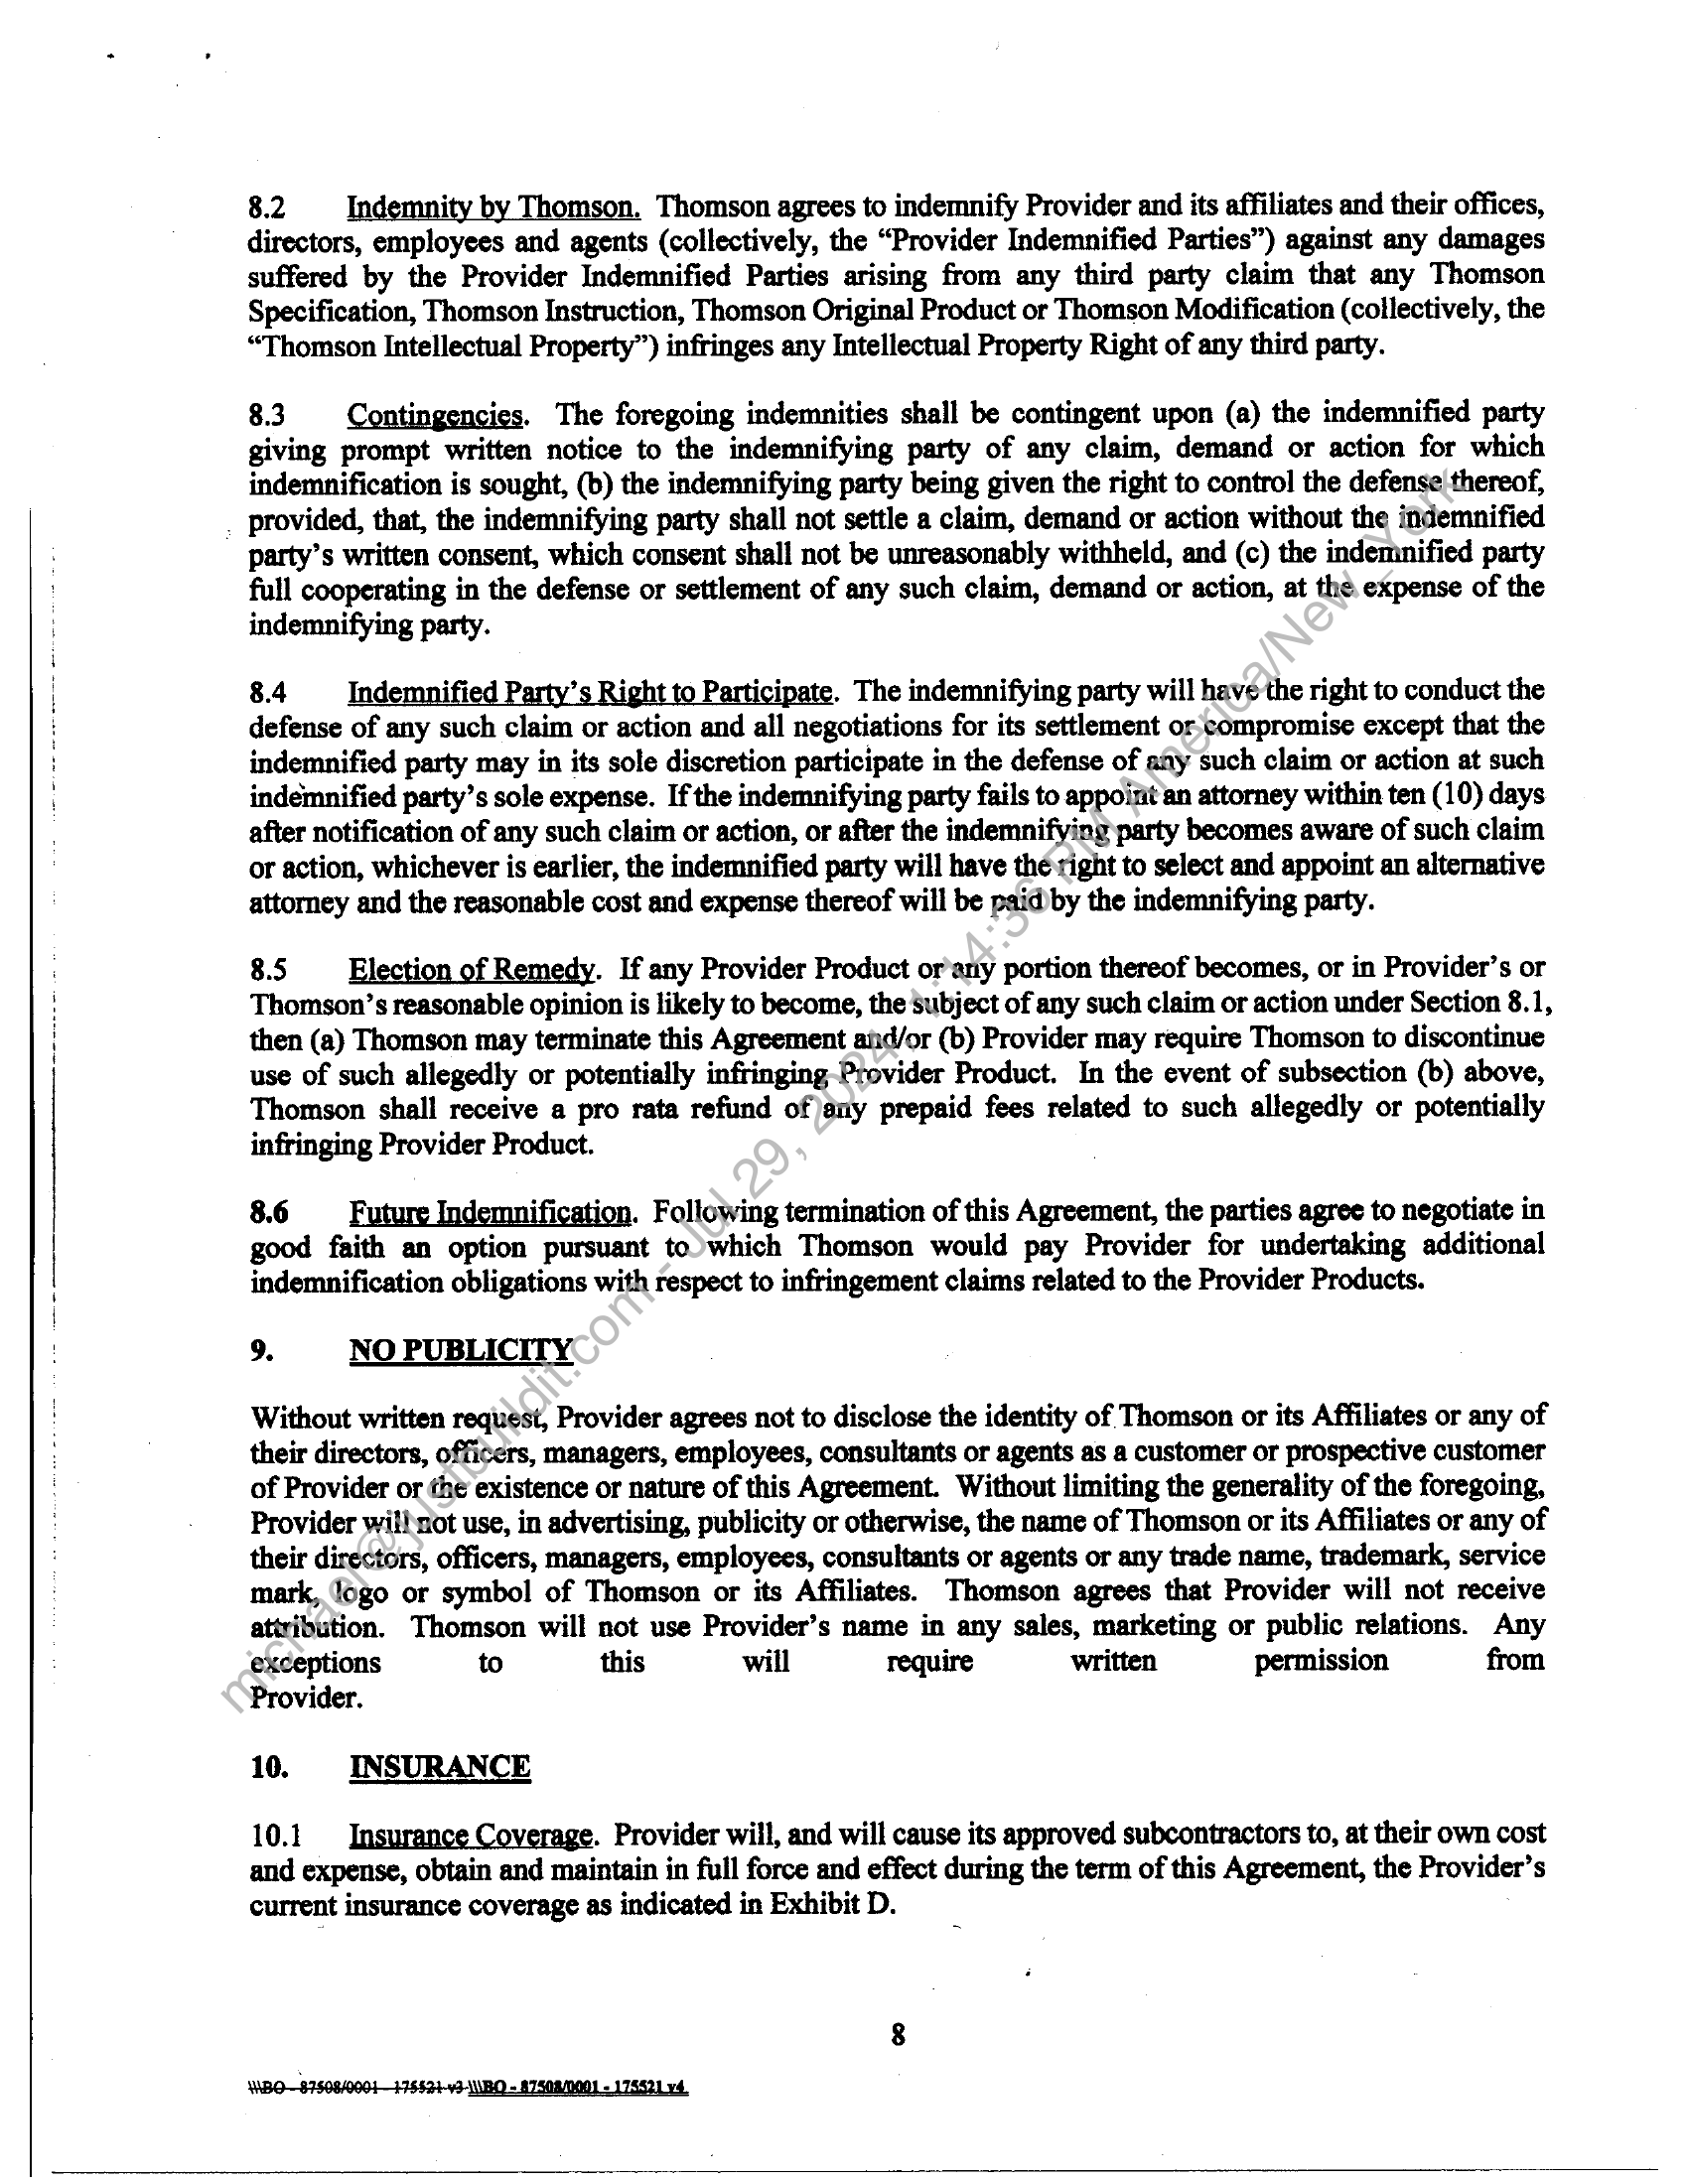 8.2 Indemnity by Thomson. Thomson agrees to indemnify Provider and its affiliates and their offices,
directors, employees and agents (collectively, the “Provider Indemnified Parties”) against any damages
suffered by the Provider Indemnified Parties arising from any third party claim that any Thomson
Specification, Thomson Instruction, Thomson Original Product or Thomson Modification (collectively, the
“Thomson Intellectual Property”) infringes any Intellectual Property Right of any third party.
8.3 Contingencies. The foregoing indemnities shall be contingent upon (a) the indemnified party
giving prompt written notice to the indemnifying party of any claim, demand or action for which
indemnification is sought, (b) the indemnifying party being given the right to control the defense thereof,
provided, that, the indemnifying party shall not settle a claim, demand or action without the indemnified
party’s written consent, which consent shall not be unreasonably withheld, and (c) the indemnified party
full cooperating in the defense or settlement of any such claim, demand or action, at the expense of the
indemnifying party.
8.4 Indemnified Party’s Right to Participate. The indemnifying party will have the right to conduct the
defense of any such claim or action and all negotiations for its settlement or compromise except that the
indemnified party may in its sole discretion participate in the defense of any such claim or action at such
indemnified party’s sole expense. If the indemnifying party fails to appoint an attorney within ten (10) days
after notification of any such claim or action, or after the indemnifying party becomes aware of such claim
or action, whichever is earlier, the indemnified party will have the right to select and appoint an alternative
attorney and the reasonable cost and expense thereof will be paid by the indemnifying party.
8.5 Election of Remedy. If any Provider Product or any portion thereof becomes, or in Provider’s or
Thomson’s reasonable opinion is likely to become, the subject of any such claim or action under Section 8.1,
then (a) Thomson may terminate this Agreement and/or (b) Provider may require Thomson to discontinue
use of such allegedly or potentially infringing Provider Product. In the event of subsection (b) above,
Thomson shall receive a pro rata refund of any prepaid fees related to such allegedly or potentially
infringing Provider Product.
8.6 Future Indemnification. Following termination of this Agreement, the parties agree to negotiate in
good faith an option pursuant to which Thomson would pay Provider for undertaking additional
indemnification obligations with respect to infringement claims related to the Provider Products.
9. NO PUBLICITY
Without written request, Provider agrees not to disclose the identity of Thomson or its Affiliates or any of
their directors, officers, managers, employees, consultants or agents as a customer or prospective customer
of Provider or the existence or nature of this Agreement. Without limiting the generality of the foregoing,
Provider will not use, in advertising, publicity or otherwise, the name of Thomson or its Affiliates or any of
their directors, officers, managers, employees, consultants or agents or any trade name, trademark, service
mark, logo or symbol of Thomson or its Affiliates. Thomson agrees that Provider will not receive
attribution. Thomson will not use Provider’s name in any sales, marketing or public relations. Any
exceptions to this will require written permission from
Provider.
10. INSURANCE
10.1 Insurance Coverage. Provider will, and will cause its approved subcontractors to, at their own cost
and expense, obtain and maintain in full force and effect during the term of this Agreement, the Provider’s
current insurance coverage as indicated in Exhibit D.
8
\\\BO - 87508/0001 - 175521 v3 \\\BO - 87508/0001 - 175521 v4
michael@justbuildit.com - Jul 29, 2024, 1:14:36 PM America/New_York